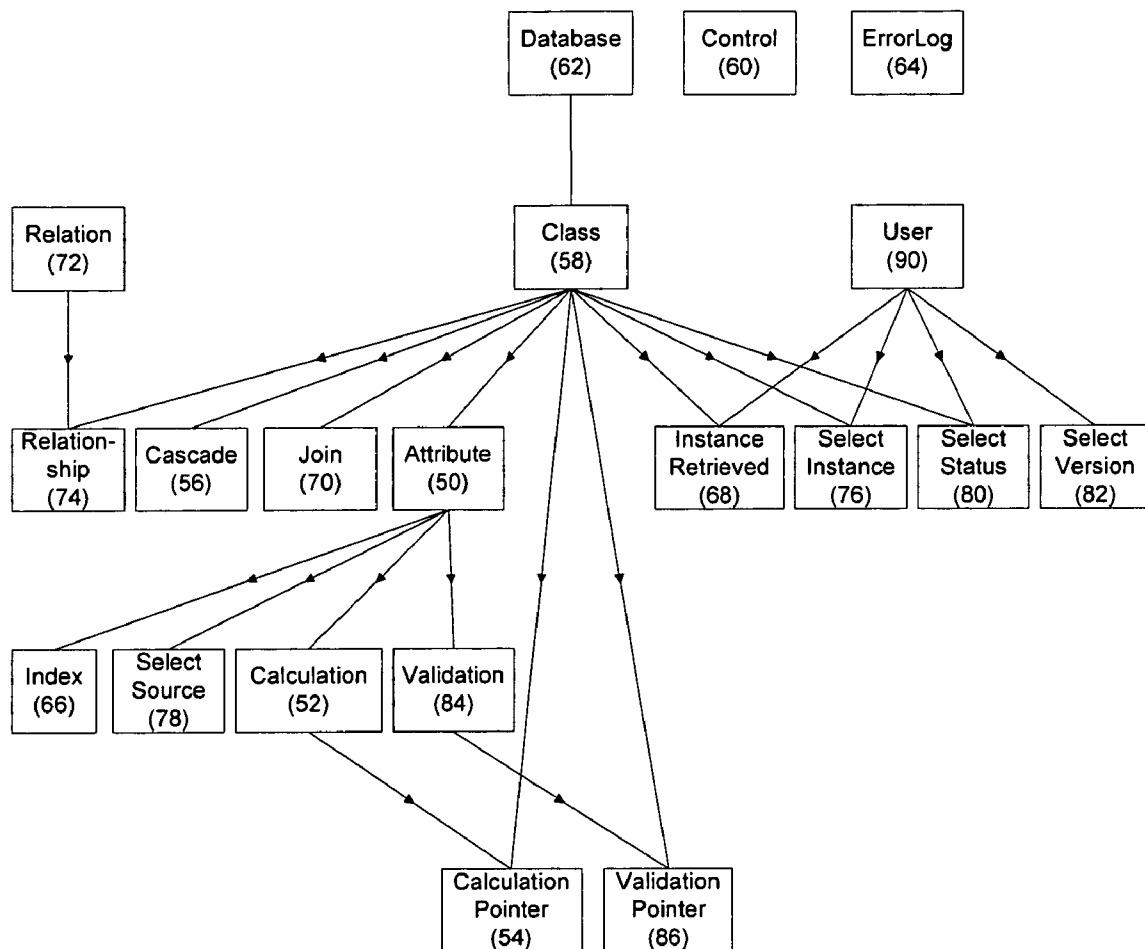 Database
(62)
Control
(60)
ErrorLog
(64)
Relation
(72)
Class
(58)
User
(90)
Relation-
ship
(74)
Cascade
(56)
Join
(70)
Attribute
(50)
Instance
Retrieved
(68)
Select
Instance
(76)
Select
Status
(80)
Select
Version
(82)
Index
(66)
Select
Source
(78)
Calculation
(52)
Validation
(84)
Calculation
Pointer
(54)
Validation
Pointer
(86)